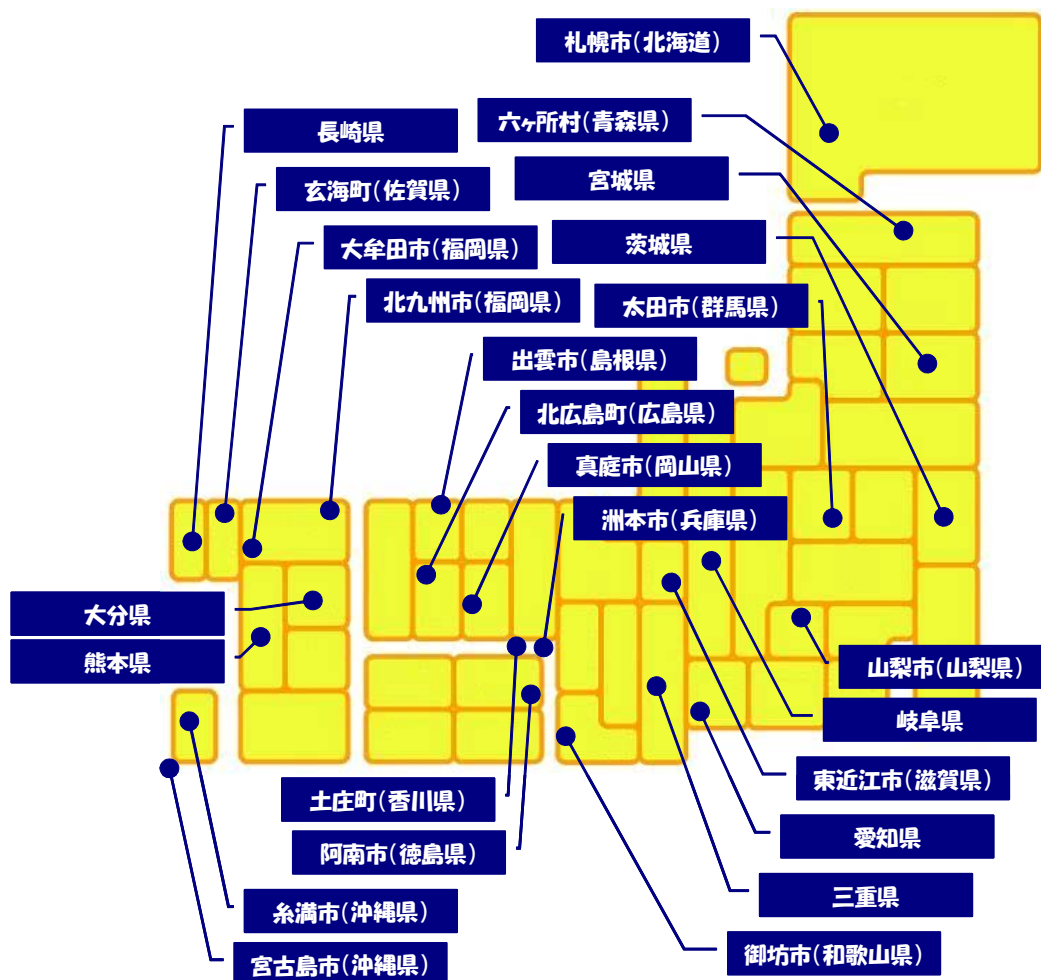 札幌市(北海道)
六ヶ所村(青森県)
長崎県
宮城県
玄海町(佐賀県)
茨城県
大牟田市(福岡県)
北九州市(福岡県)
太田市(群馬県)
出雲市(島根県)
北広島町(広島県)
真庭市(岡山県)
洲本市(兵庫県)
大分県
熊本県
山梨市(山梨県)
岐阜県
東近江市(滋賀県)
土庄町(香川県)
愛知県
阿南市(徳島県)
三重県
糸満市(沖縄県)
御坊市(和歌山県)
宮古島市(沖縄県)